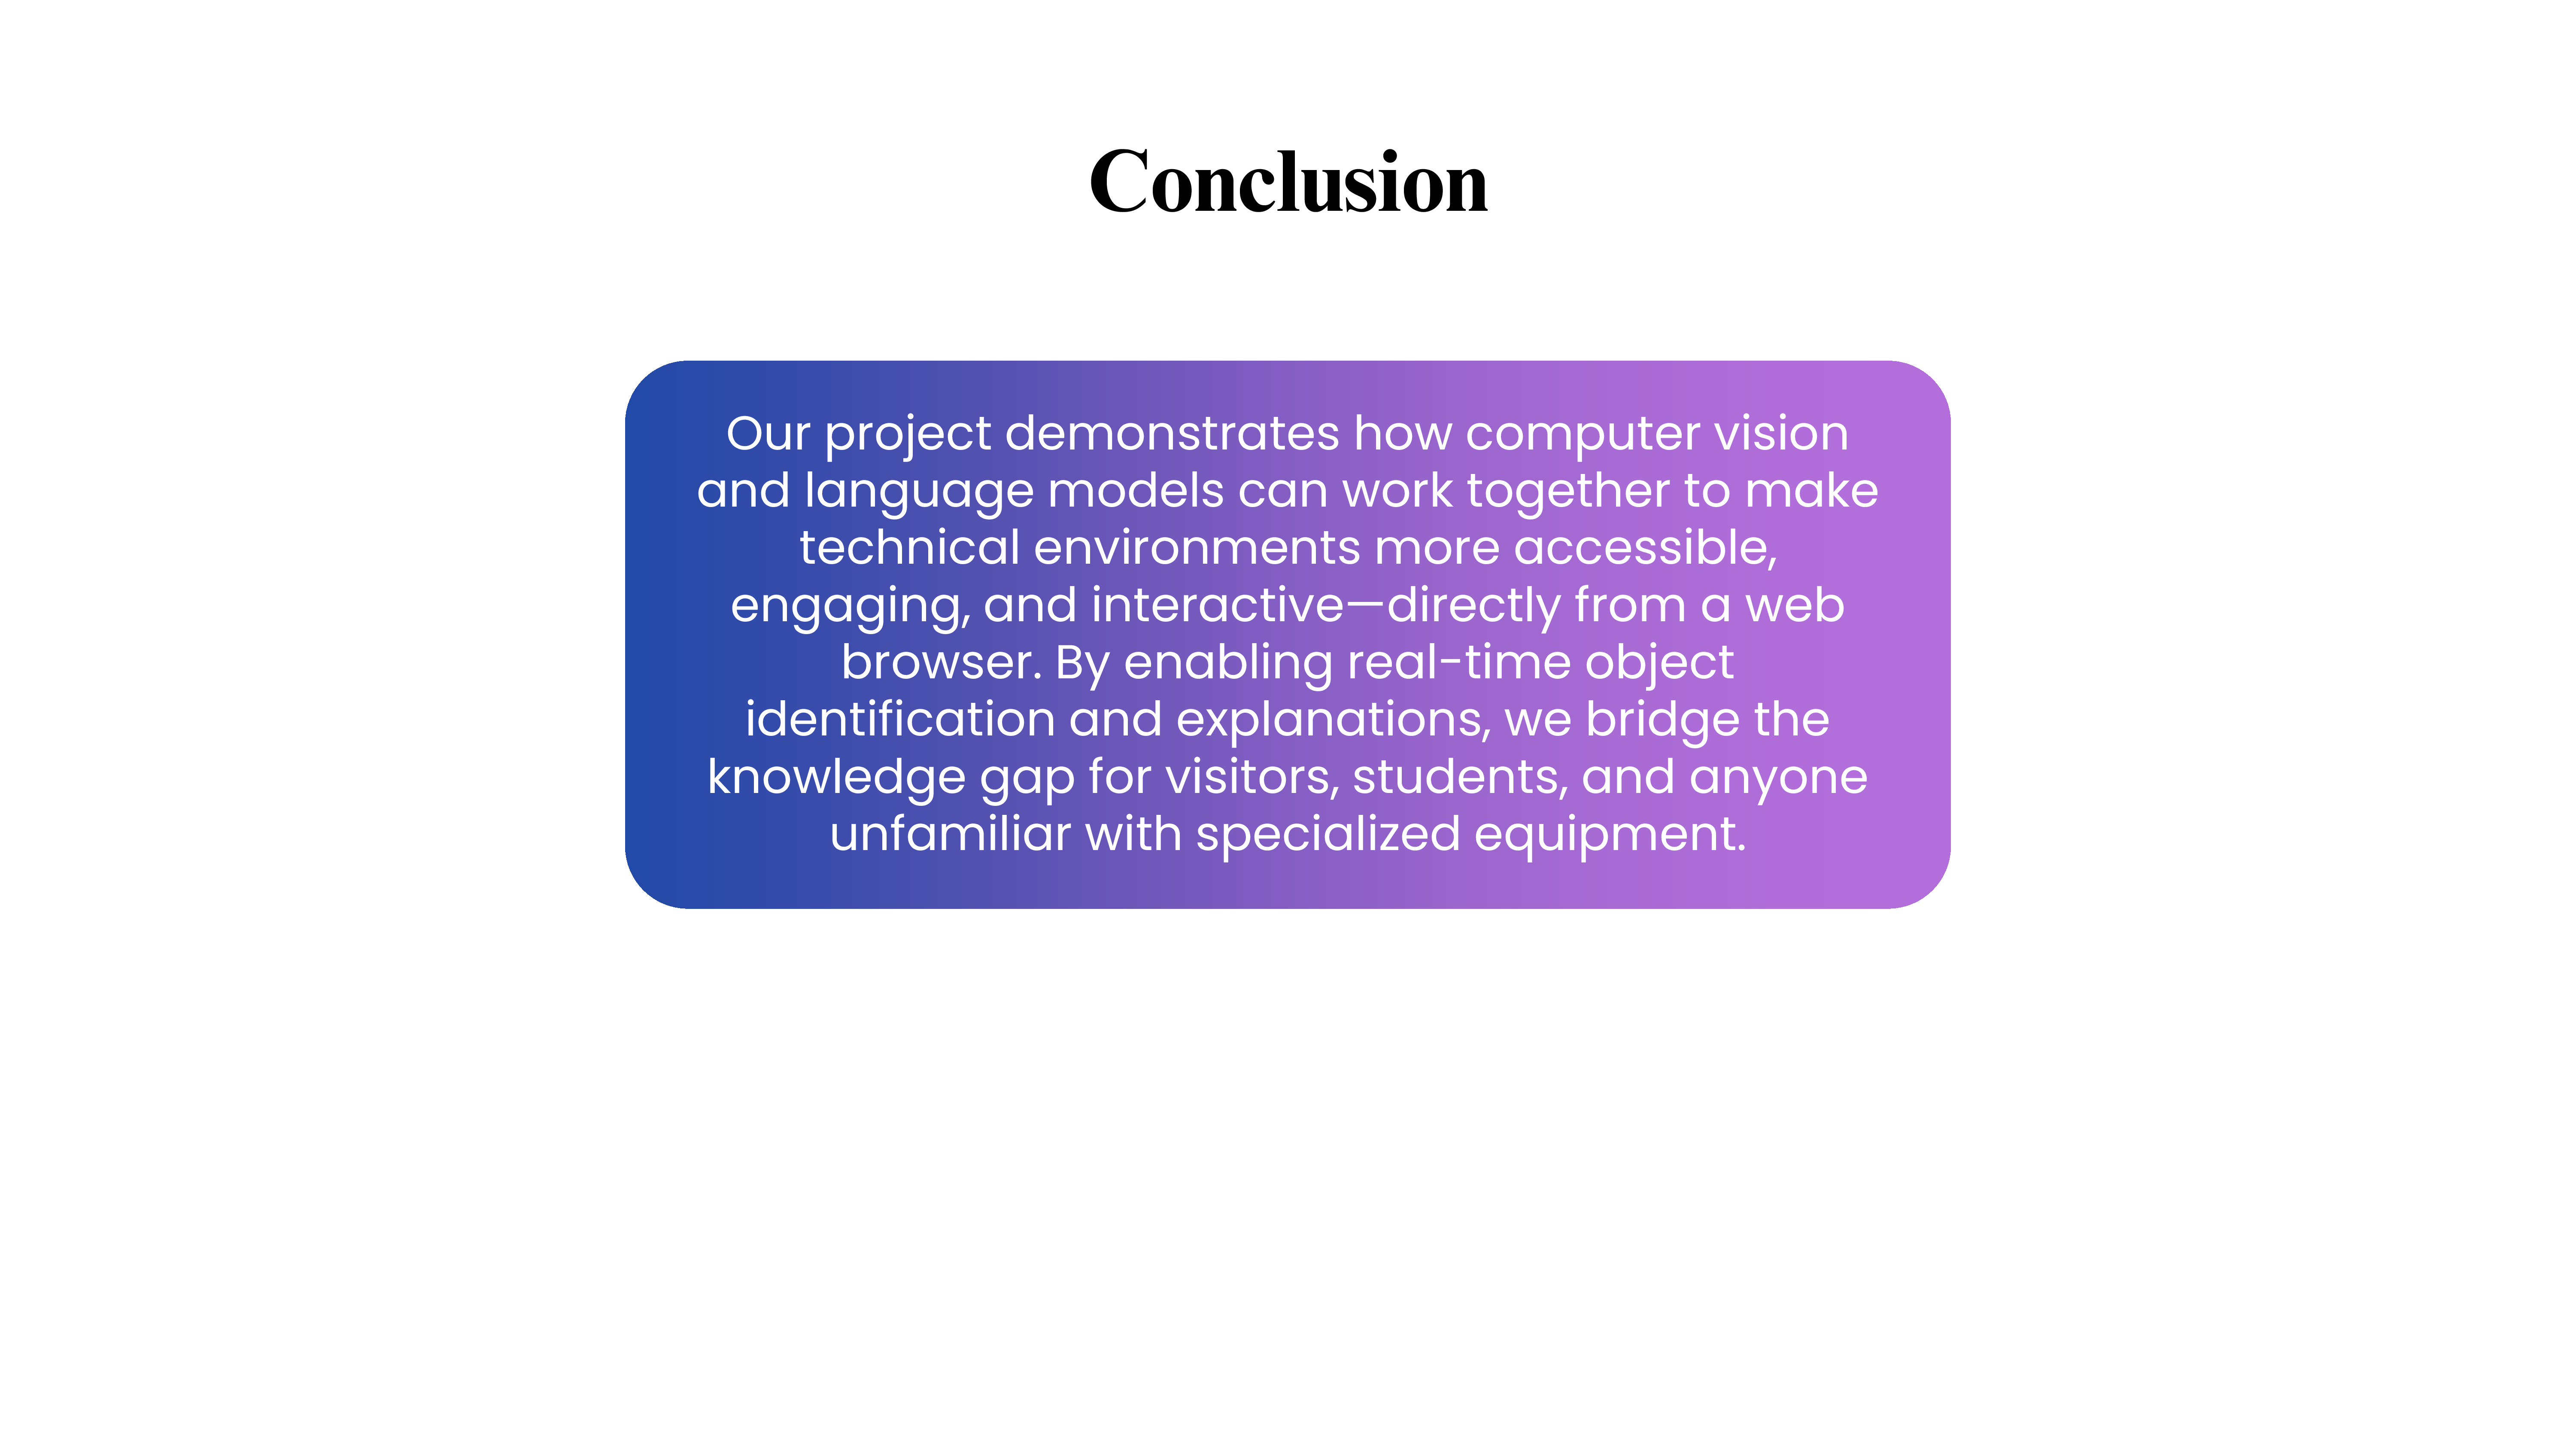 Conclusion
Our project demonstrates how computer vision
and language models can work together to make
technical environments more accessible,
engaging, and interactive—directly from a web
browser. By enabling real-time object
identification and explanations, we bridge the
knowledge gap for visitors, students, and anyone
unfamiliar with specialized equipment.